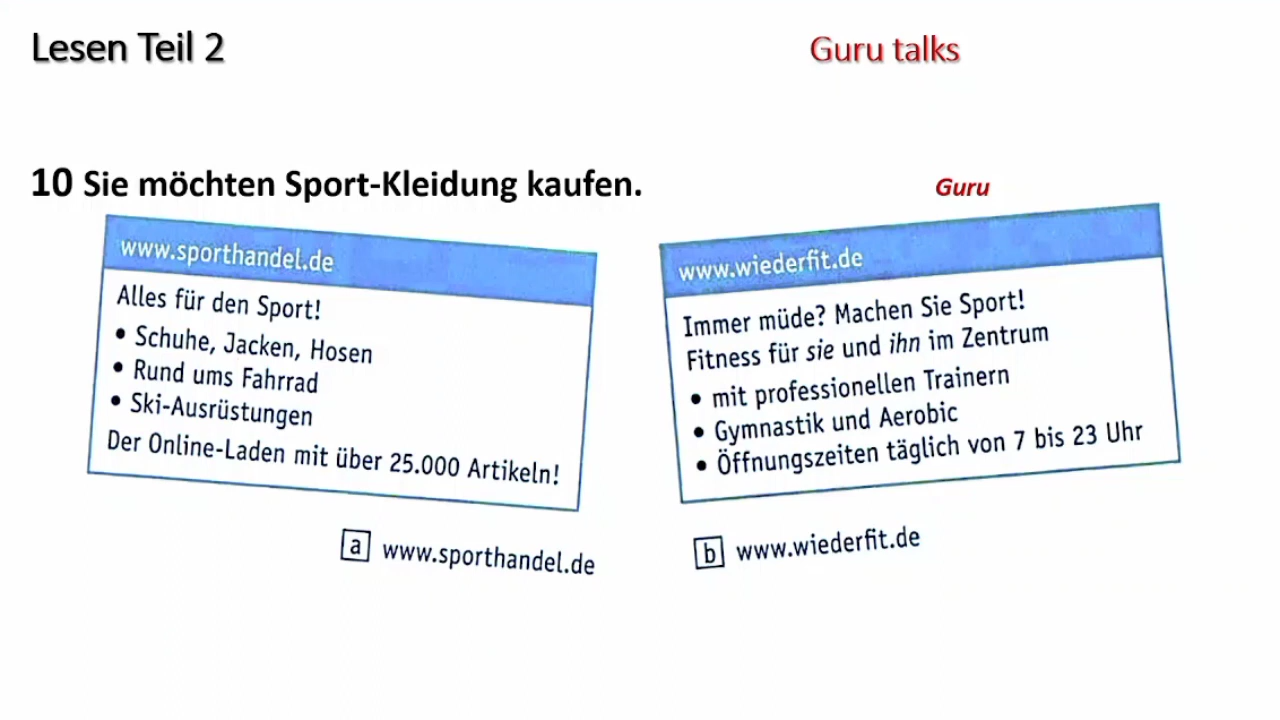 Lesen Teil 2
Guru talks
10 Sie möchten Sport-Kleidung kaufen.
Guru
www.sporthandel.de
Alles für den Sport!
• Schuhe, Jacken, Hosen
• Rund ums Fahrrad
• Ski-Ausrüstungen
Der Online-Laden mit über 25.000 Artikeln!
a www.sporthandel.de
www.wiederfit.de
Immer müde? Machen Sie Sport!
Fitness für sie und ihn im Zentrum
• mit professionellen Trainern
• Gymnastik und Aerobic
• Öffnungszeiten täglich von 7 bis 23 Uhr
b www.wiederfit.de